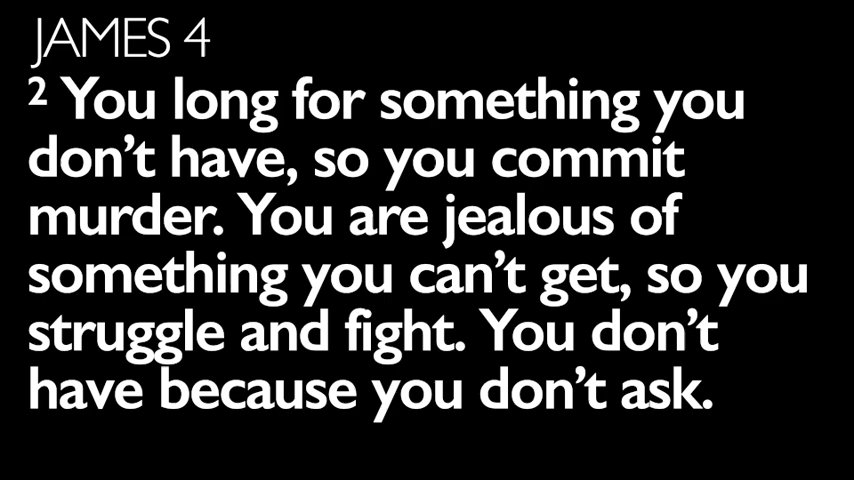 JAMES 4
² You long for something you
don’t have, so you commit
murder. You are jealous of
something you can’t get, so you
struggle and fight. You don’t
have because you don’t ask.